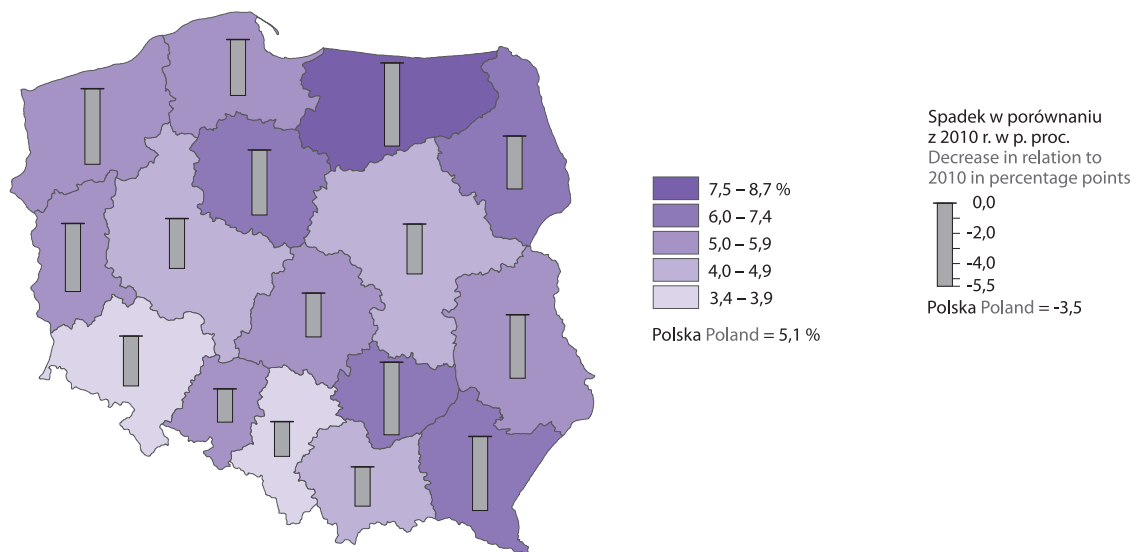 7,5 – 8,7 %
6,0 – 7,4
5,0 – 5,9
4,0 – 4,9
3,4 – 3,9
Polska Poland = 5,1 %
Spadek w porównaniu
z 2010 r. w p. proc.
Decrease in relation to
2010 in percentage points
0,0
-2,0
-4,0
-5,5
Polska Poland = -3,5